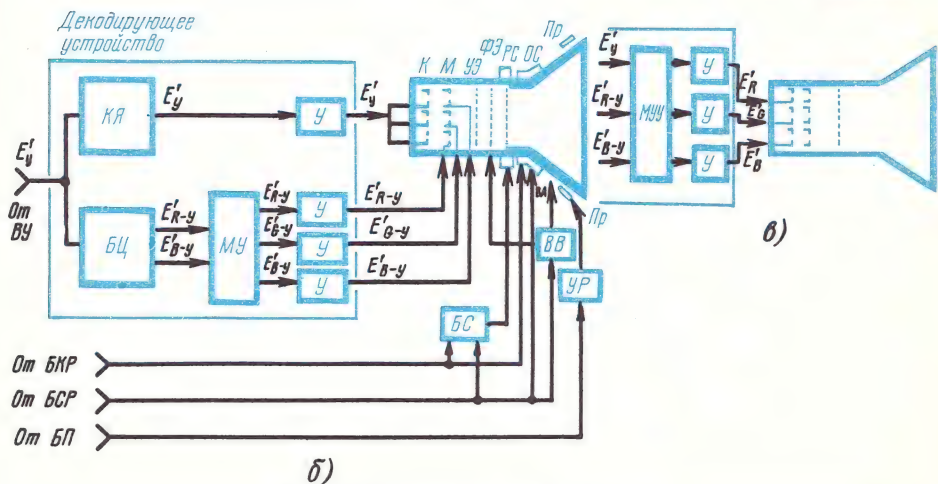 Декодирующее
устройство
E'y
От
ВУ
КЯ
E'y
У
E'y
БЦ
E'R-y
E'B-y
МУ
E'R-y
E'G-y
E'B-y
У
У
У
E'R-y
E'G-y
E'B-y
К М УЭ
ФЭ РС ОС
Пр
Пр
ВА
ВВ
УР
БС
От БКР
От БСР
От БП
б)
E'y
E'R-y
E'B-y
МУУ
У
У
У
E'R
E'G
E'B
в)